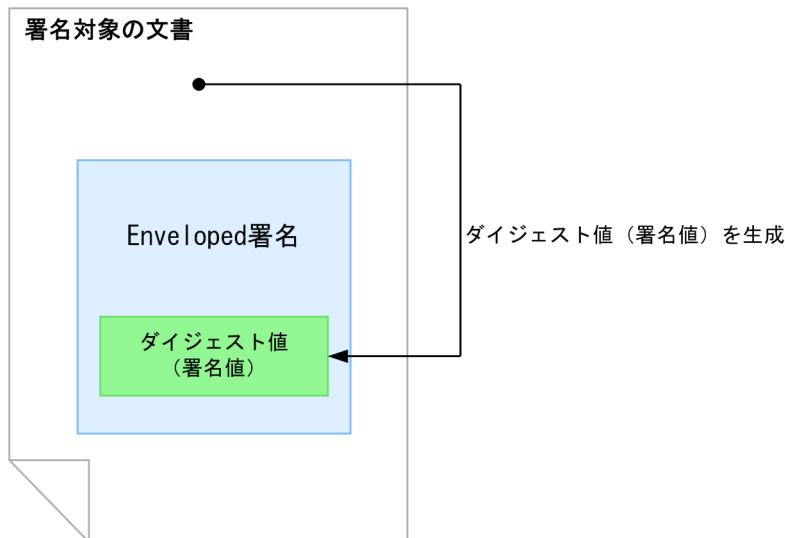 署名対象の文書
Enveloped署名
ダイジェスト値（署名値）を生成
ダイジェスト値
（署名値）